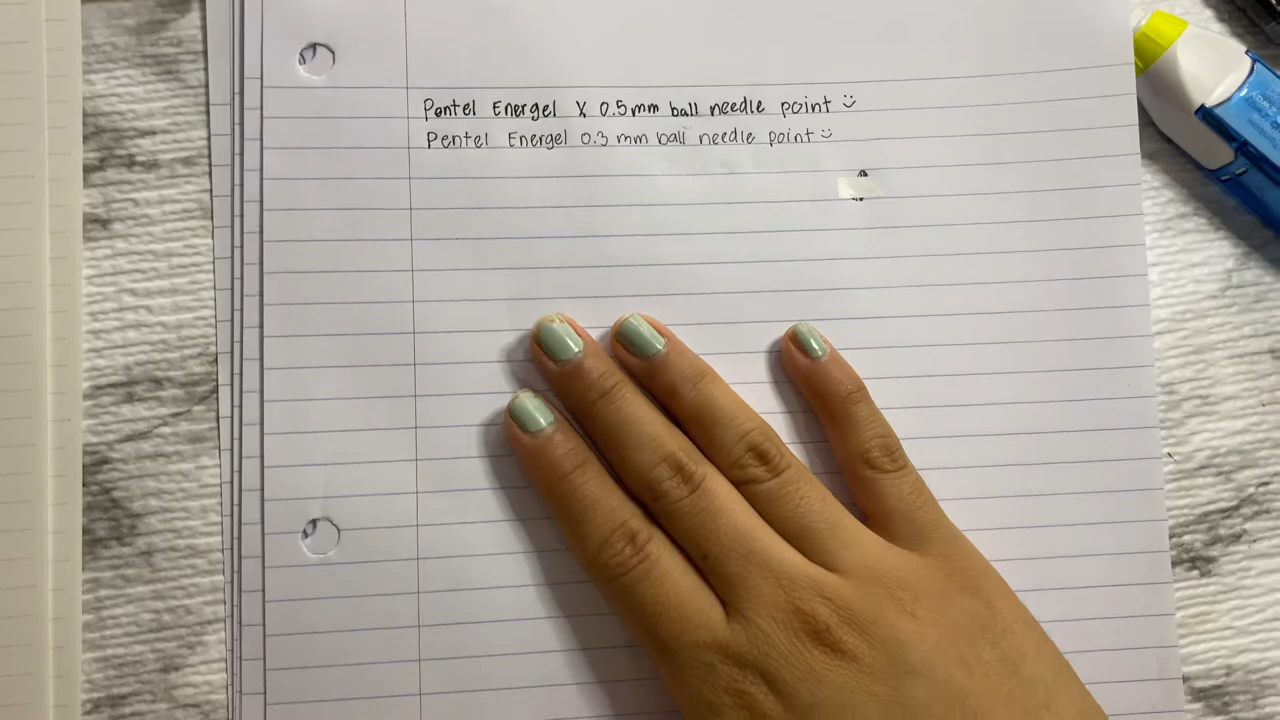 Pentel Energel X 0.5mm ball needle point :)
Pentel Energel 0.3 mm ball needle point :)